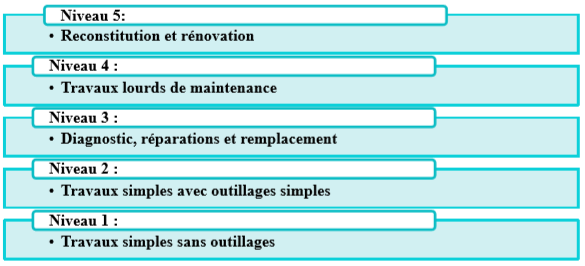 Niveau 5:
• Reconstitution et rénovation
Niveau 4 :
• Travaux lourds de maintenance
Niveau 3 :
• Diagnostic, réparations et remplacement
Niveau 2 :
• Travaux simples avec outillages simples
Niveau 1 :
• Travaux simples sans outillages